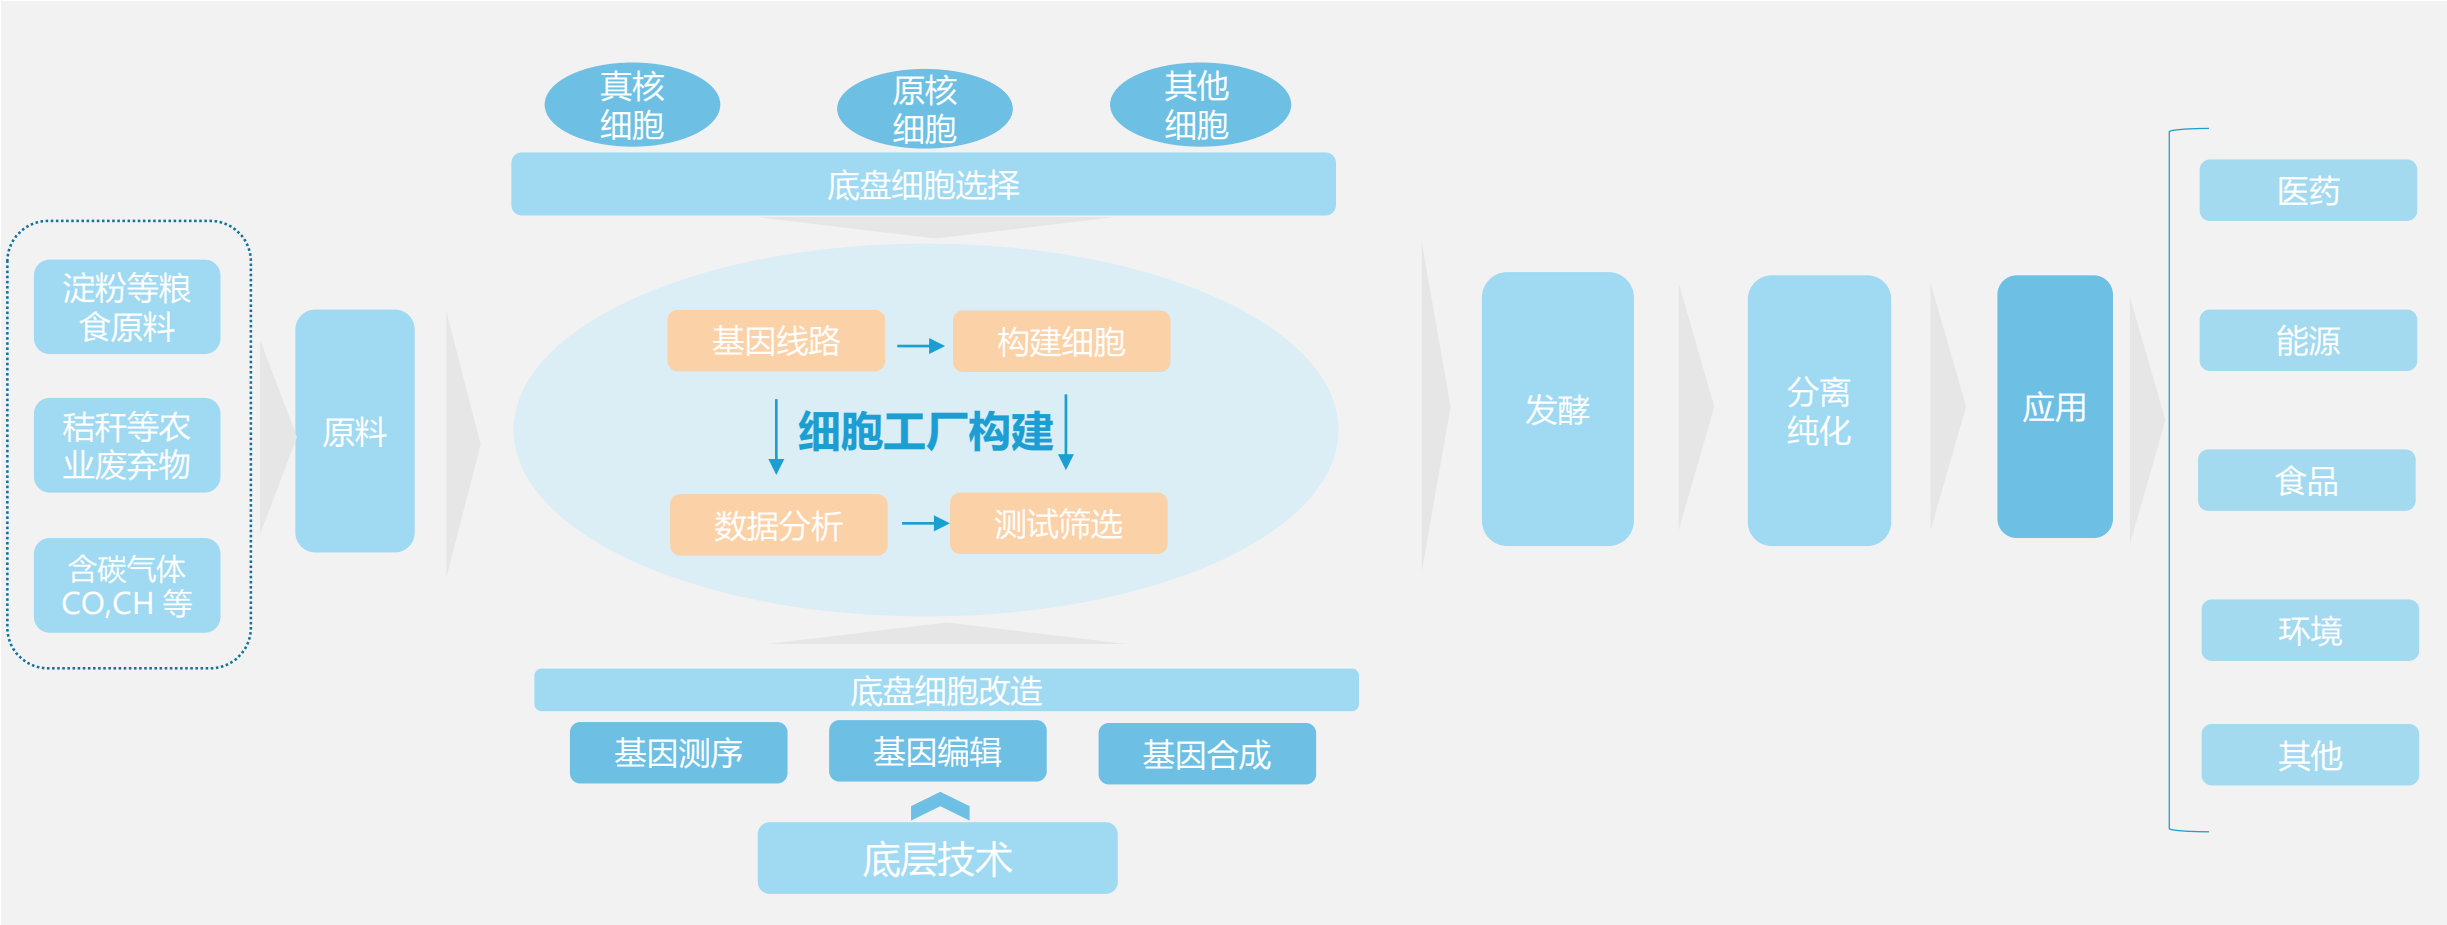 真核
细胞
原核
细胞
其他
细胞
底盘细胞选择
淀粉等粮
食原料
秸秆等农
业废弃物
含碳气体
CO,CH 等
原料
基因线路
构建细胞
细胞工厂构建
数据分析
测试筛选
底盘细胞改造
基因测序
基因编辑
基因合成
底层技术
发酵
分离
纯化
应用
医药
能源
食品
环境
其他